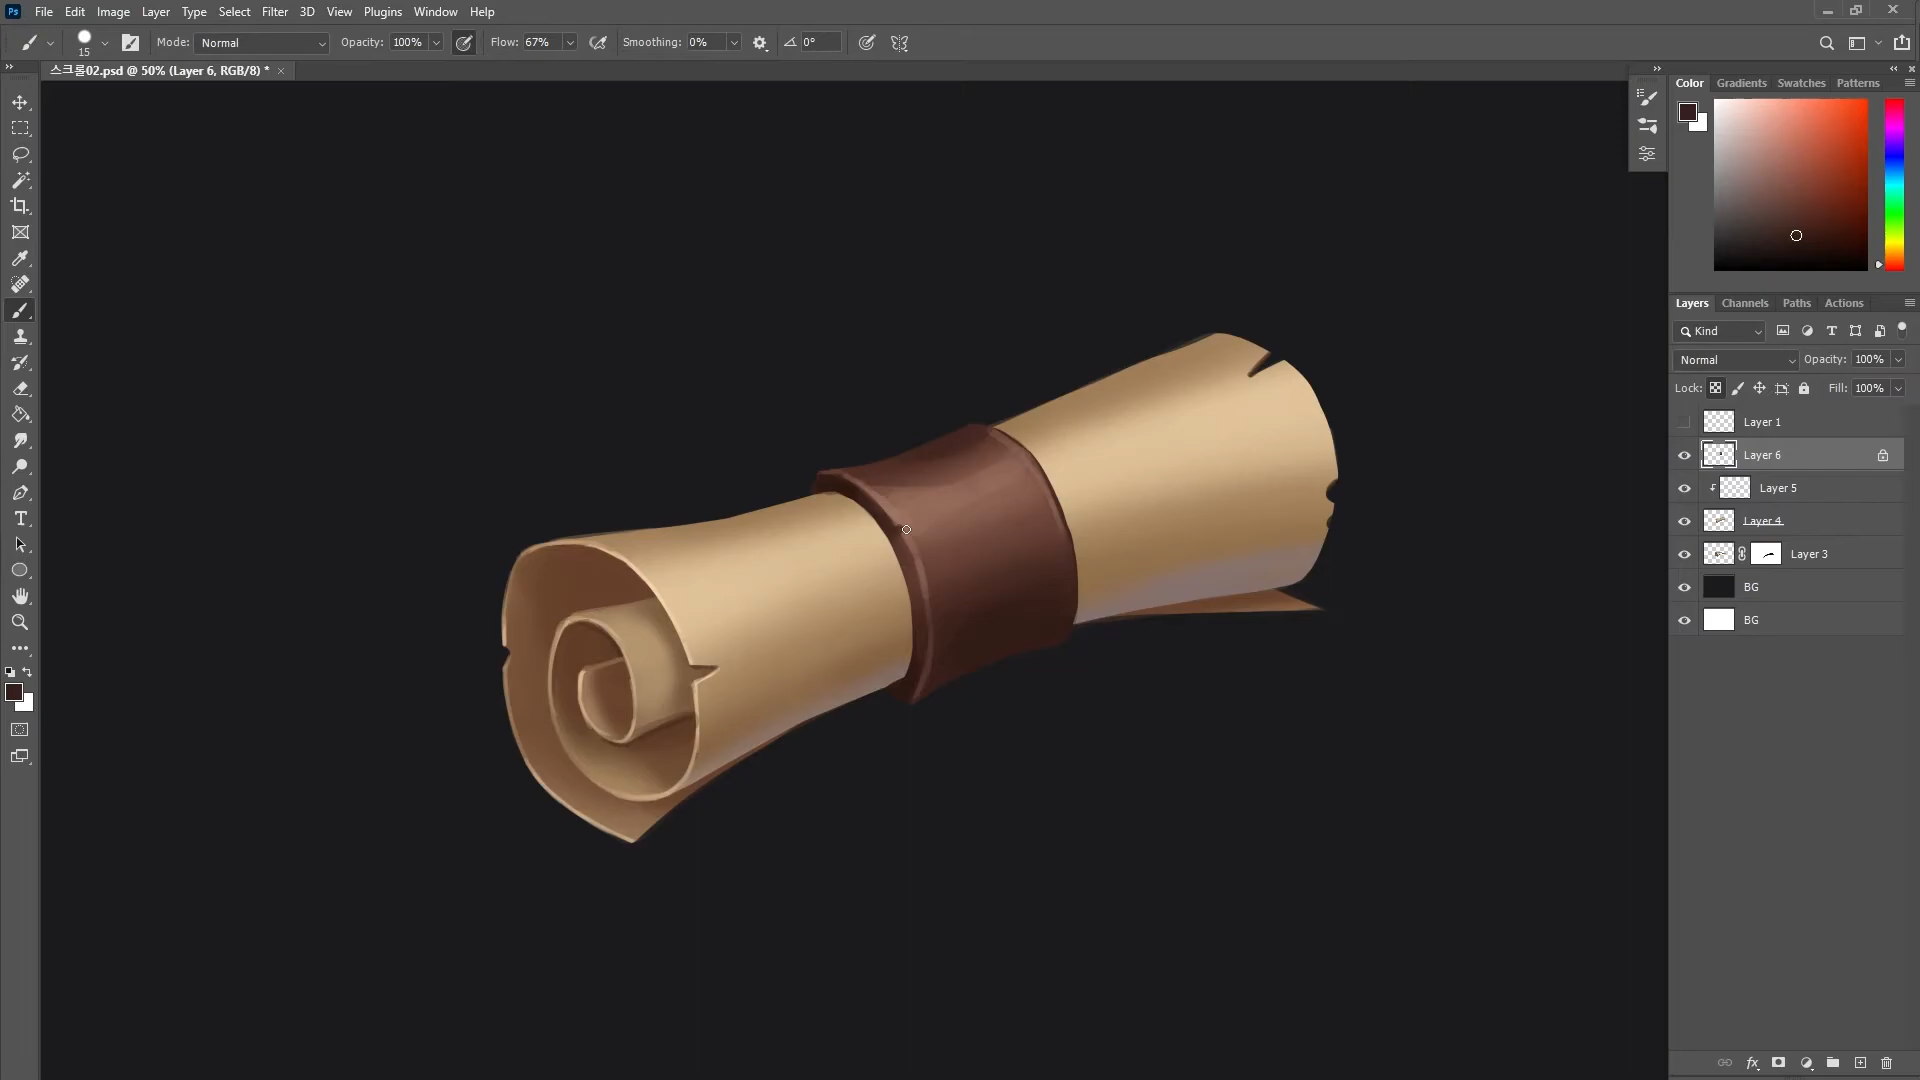 Ps File Edit Image Layer Type Select Filter 3D View Plugins Window Help
15 Mode: Normal Opacity: 100% Flow: 67% Smoothing: 0% 0°
스크롤02.psd @ 50% (Layer 6, RGB/8) *
Color Gradients Swatches Patterns
Layers Channels Paths Actions
Kind
Normal Opacity: 100%
Lock: Fill: 100%
Layer 1
Layer 6
Layer 5
Layer 4
Layer 3
BG
BG
fx